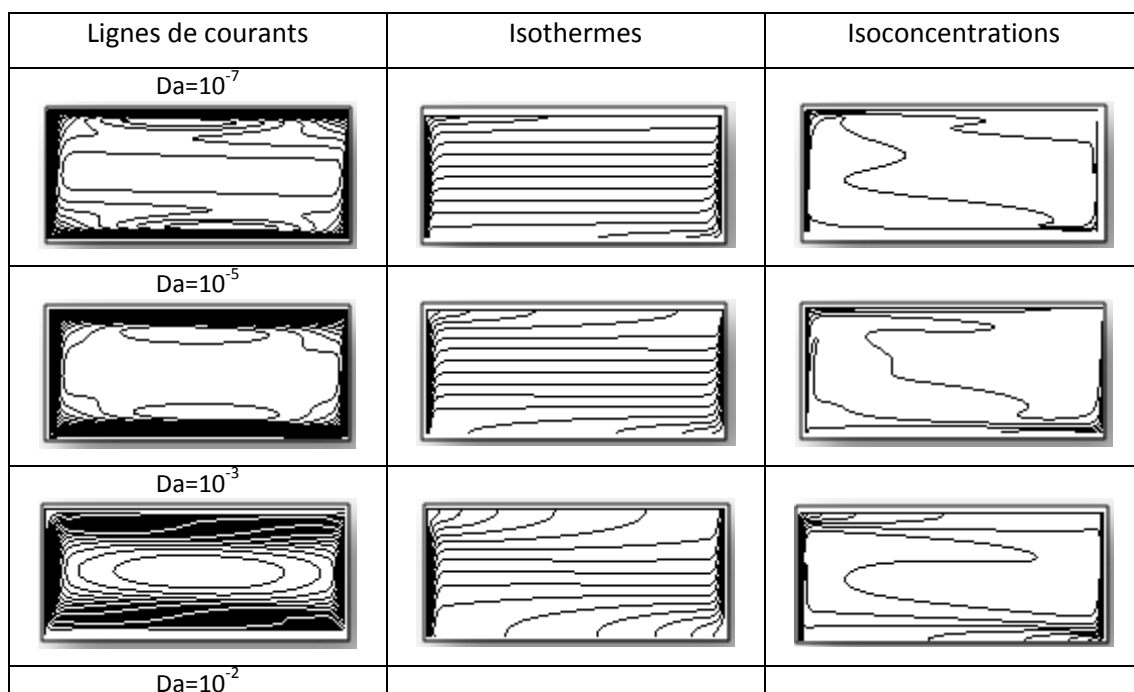 Lignes de courants
Isothermes
Isoconcentrations
Da=10⁻⁷
Da=10⁻⁵
Da=10⁻³
Da=10⁻²